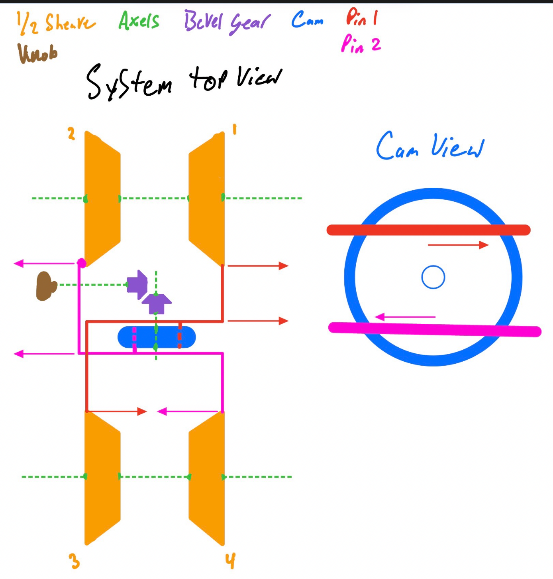 1/2 Sheave Axels Bevel Gear Cam Pin 1
Knob Pin 2
System top View
2 1
Cam View
3 4